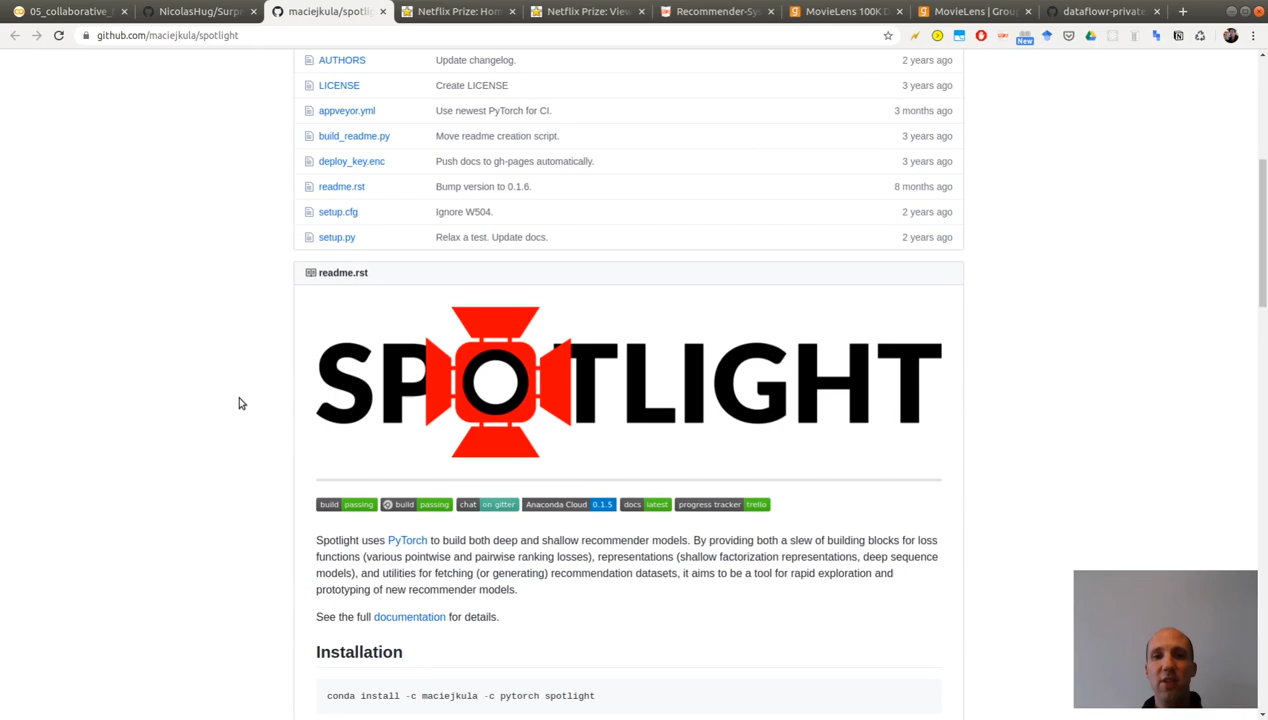 05_collaborative_
NicolasHug/Surpr
maciejkula/spotlig
Netflix Prize: Hom
Netflix Prize: View
Recommender-Sys
MovieLens 100K D
MovieLens | Group
dataflowr-private
github.com/maciejkula/spotlight
New
AUTHORS Update changelog. 2 years ago
LICENSE Create LICENSE 3 years ago
appveyor.yml Use newest PyTorch for CI. 3 months ago
build_readme.py Move readme creation script. 3 years ago
deploy_key.enc Push docs to gh-pages automatically. 3 years ago
readme.rst Bump version to 0.1.6. 8 months ago
setup.cfg Ignore W504. 2 years ago
setup.py Relax a test. Update docs. 2 years ago
readme.rst
SPOTLIGHT
build passing build passing chat on gitter Anaconda Cloud 0.1.5 docs latest progress tracker trello
Spotlight uses PyTorch to build both deep and shallow recommender models. By providing both a slew of building blocks for loss
functions (various pointwise and pairwise ranking losses), representations (shallow factorization representations, deep sequence
models), and utilities for fetching (or generating) recommendation datasets, it aims to be a tool for rapid exploration and
prototyping of new recommender models.
See the full documentation for details.
Installation
conda install -c maciejkula -c pytorch spotlight